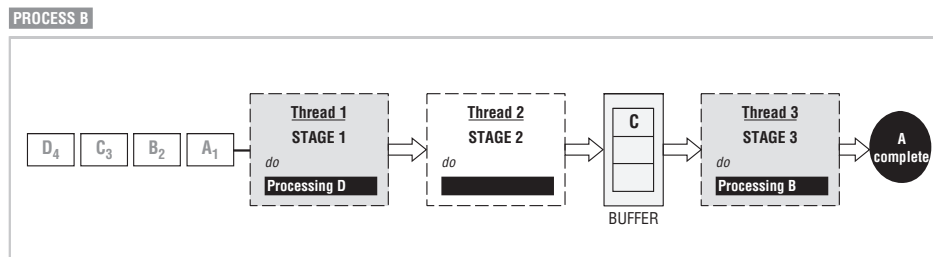 PROCESS B
D4
C3
B2
A1
Thread 1
STAGE 1
do
Processing D
Thread 2
STAGE 2
do
C
BUFFER
Thread 3
STAGE 3
do
Processing B
A
complete